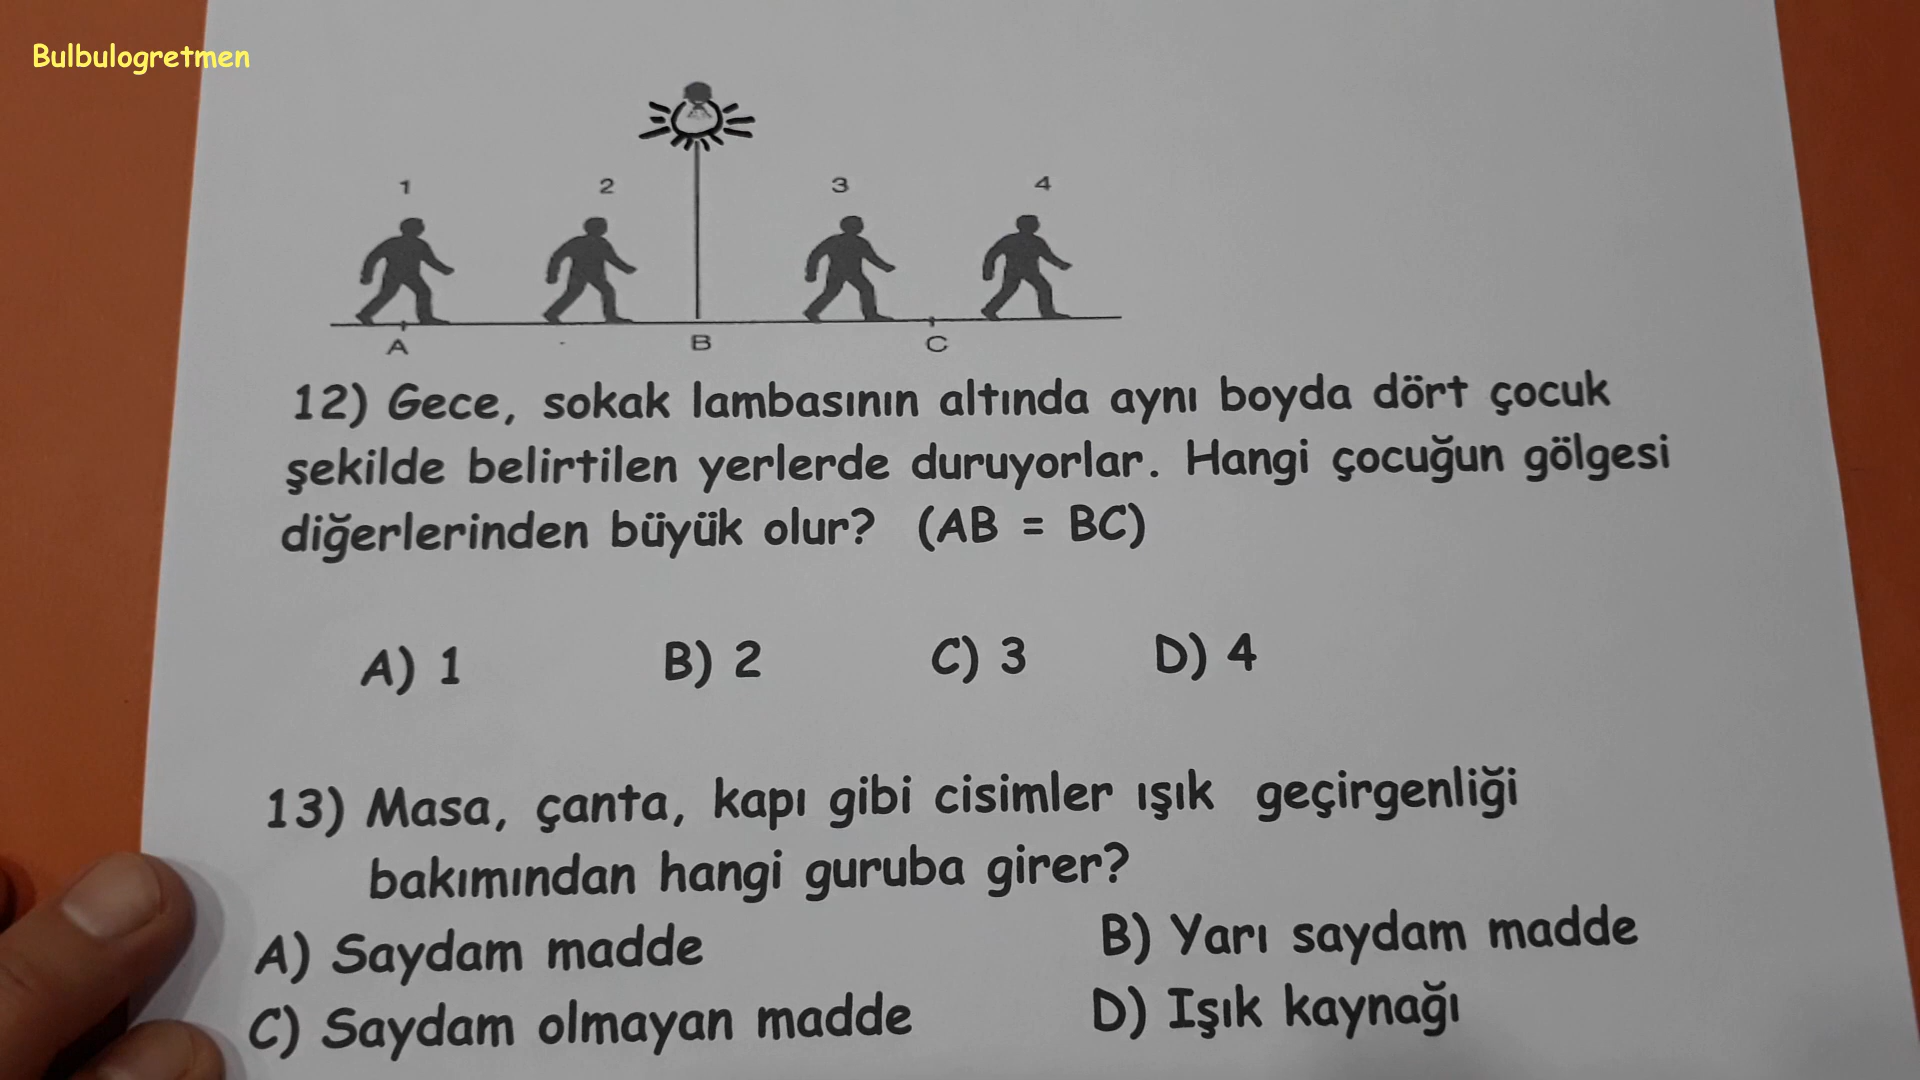 Bulbulogretmen
1 2 3 4
A B C
12) Gece, sokak lambasının altında aynı boyda dört çocuk
şekilde belirtilen yerlerde duruyorlar. Hangi çocuğun gölgesi
diğerlerinden büyük olur? (AB = BC)
A) 1 B) 2 C) 3 D) 4
13) Masa, çanta, kapı gibi cisimler ışık geçirgenliği
bakımından hangi guruba girer?
A) Saydam madde B) Yarı saydam madde
C) Saydam olmayan madde D) Işık kaynağı